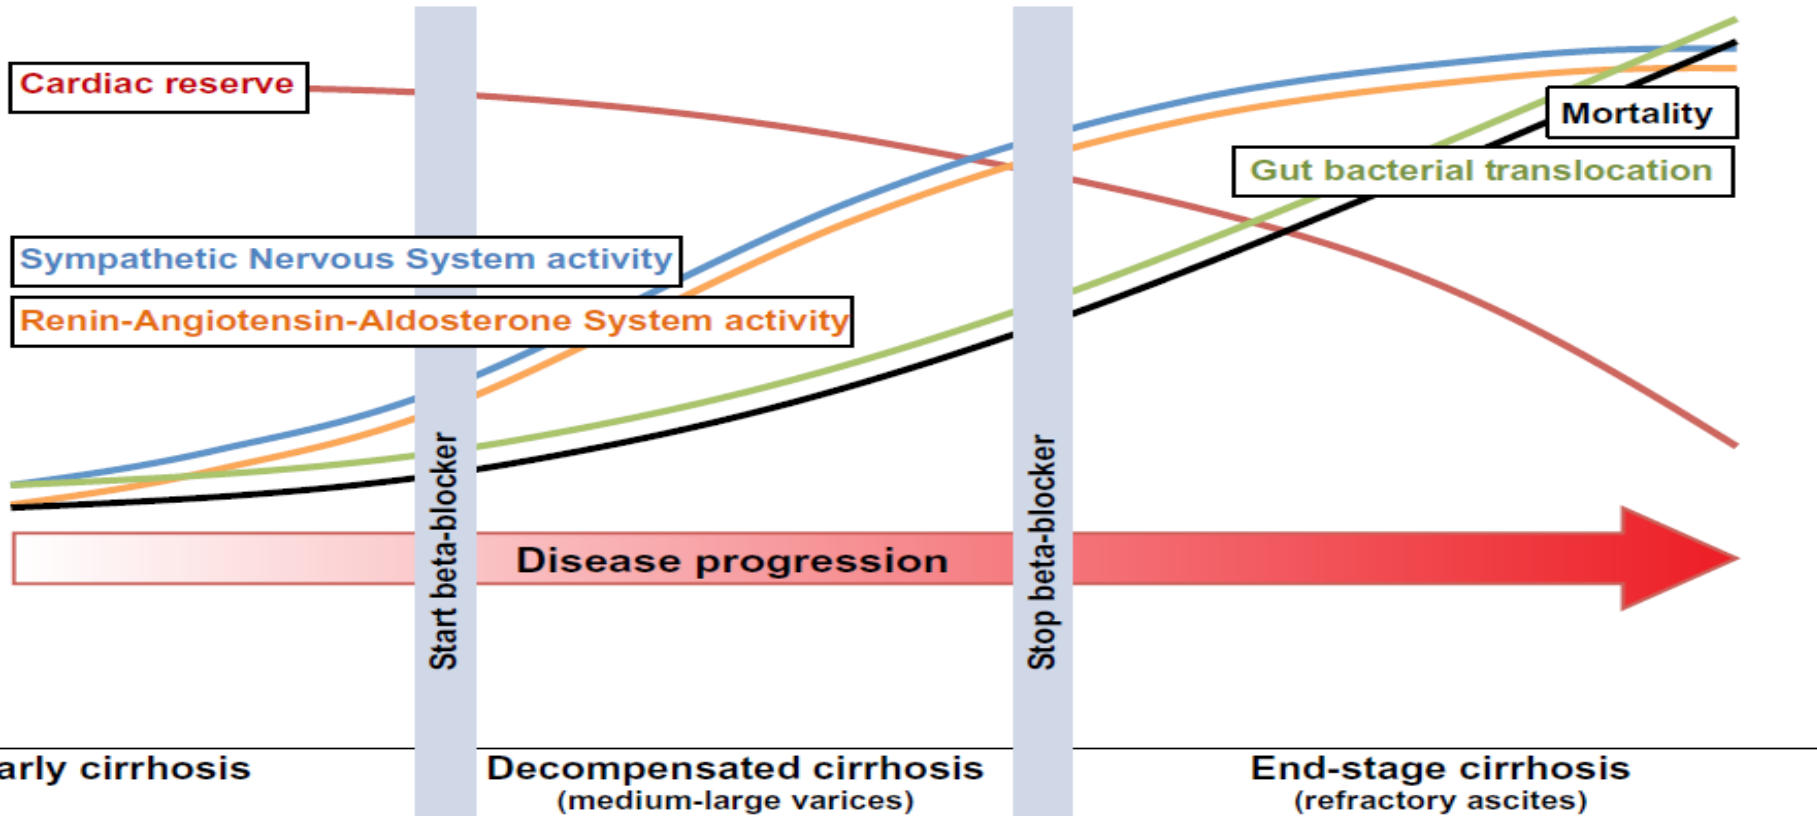 Cardiac reserve
Mortality
Gut bacterial translocation
Sympathetic Nervous System activity
Renin-Angiotensin-Aldosterone System activity
Start beta-blocker
Stop beta-blocker
Disease progression
arly cirrhosis
Decompensated cirrhosis
(medium-large varices)
End-stage cirrhosis
(refractory ascites)